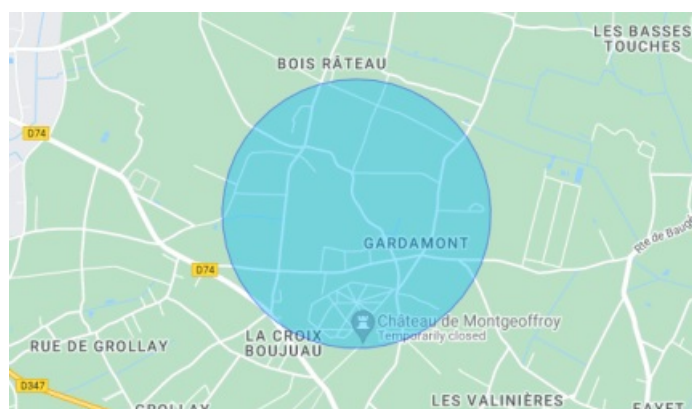 LES BASSES
TOUCHES
BOIS RÂTEAU
D74
GARDAMONT
Rte de Baugé
D74
Château de Montgeoffroy
Temporarily closed
LA CROIX
BOUJUAU
RUE DE GROLLAY
D347
GROLLAY
LES VALINIÈRES
FAYET